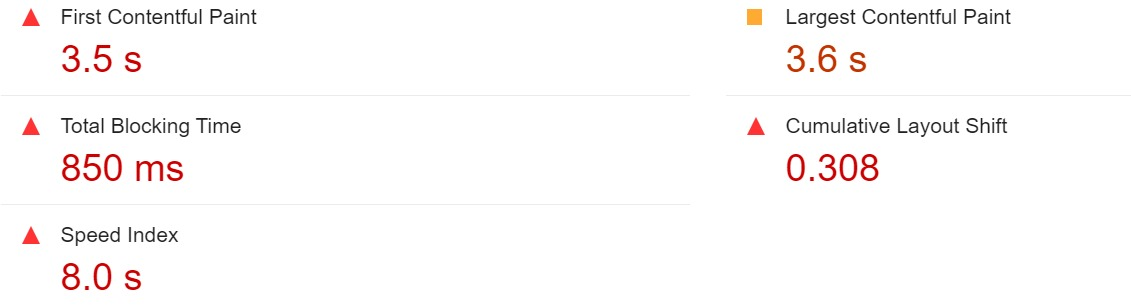 First Contentful Paint
3.5 s
Largest Contentful Paint
3.6 s
Total Blocking Time
850 ms
Cumulative Layout Shift
0.308
Speed Index
8.0 s